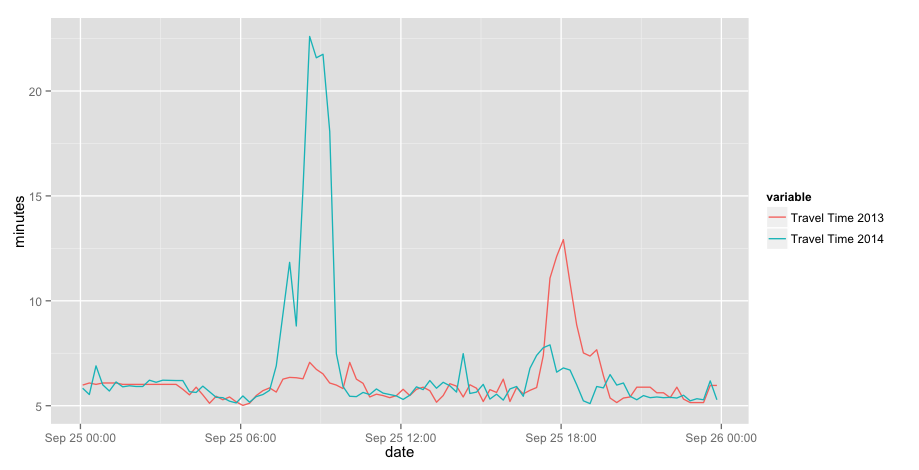 20
15
10
5
minutes
Sep 25 00:00
Sep 25 06:00
Sep 25 12:00
Sep 25 18:00
Sep 26 00:00
date
variable
Travel Time 2013
Travel Time 2014